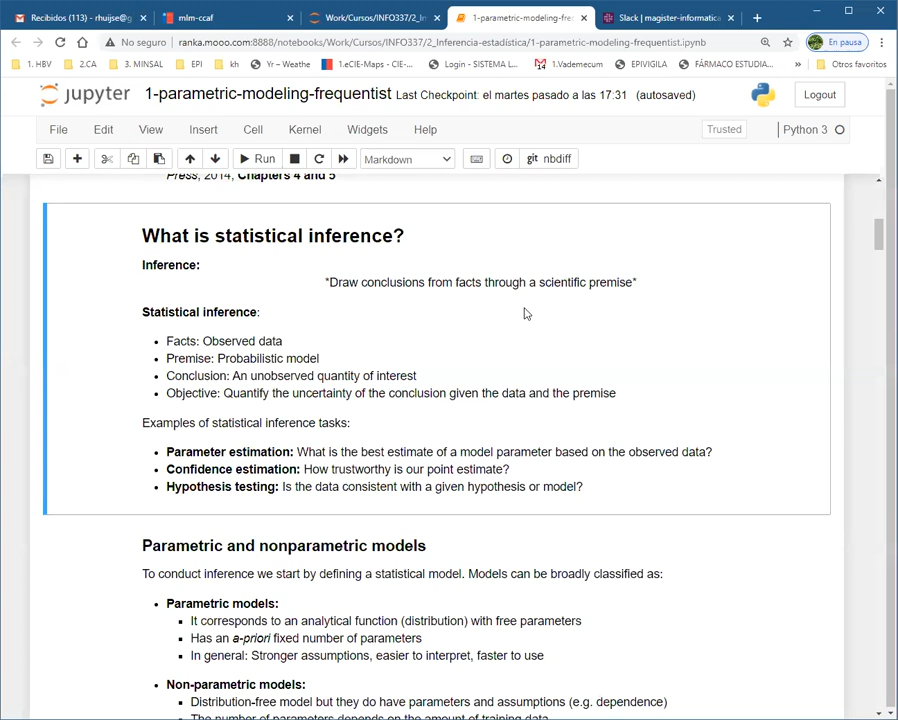 Recibidos (113) - rhuijse@g
mlm-ccaf
Work/Cursos/INFO337/2_In
1-parametric-modeling-fre
Slack | magister-informatica
No seguro
ranka.mooo.com:8888/notebooks/Work/Cursos/INFO337/2_Inferencia-estadística/1-parametric-modeling-frequentist.ipynb
En pausa
1. HBV
2.CA
3. MINSAL
EPI
kh
Yr – Weathe
1.eCIE-Maps - CIE-...
Login - SISTEMA L...
1.Vademecum
EPIVIGILA
FÁRMACO ESTUDIA...
»
Otros favoritos
jupyter 1-parametric-modeling-frequentist Last Checkpoint: el martes pasado a las 17:31 (autosaved)
Logout
File Edit View Insert Cell Kernel Widgets Help
Trusted
Python 3
Run
Markdown
git nbdiff
Press, 2014, Chapters 4 and 5
What is statistical inference?
Inference:
*Draw conclusions from facts through a scientific premise*
Statistical inference:
• Facts: Observed data
• Premise: Probabilistic model
• Conclusion: An unobserved quantity of interest
• Objective: Quantify the uncertainty of the conclusion given the data and the premise
Examples of statistical inference tasks:
• Parameter estimation: What is the best estimate of a model parameter based on the observed data?
• Confidence estimation: How trustworthy is our point estimate?
• Hypothesis testing: Is the data consistent with a given hypothesis or model?
Parametric and nonparametric models
To conduct inference we start by defining a statistical model. Models can be broadly classified as:
• Parametric models:
▪ It corresponds to an analytical function (distribution) with free parameters
▪ Has an a-priori fixed number of parameters
▪ In general: Stronger assumptions, easier to interpret, faster to use
• Non-parametric models:
▪ Distribution-free model but they do have parameters and assumptions (e.g. dependence)
▪ The number of parameters depends on the amount of training data